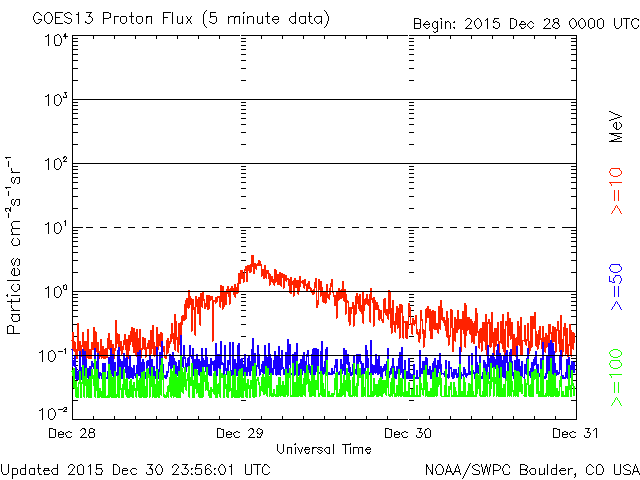 GOES13 Proton Flux (5 minute data)
Begin: 2015 Dec 28 0000 UTC
10⁴
10³
10²
10¹
10⁰
10⁻¹
10⁻²
Particles cm⁻²s⁻¹sr⁻¹
MeV
>=10
>=50
>=100
Dec 28
Dec 29
Dec 30
Dec 31
Universal Time
Updated 2015 Dec 30 23:56:01 UTC
NOAA/SWPC Boulder, CO USA